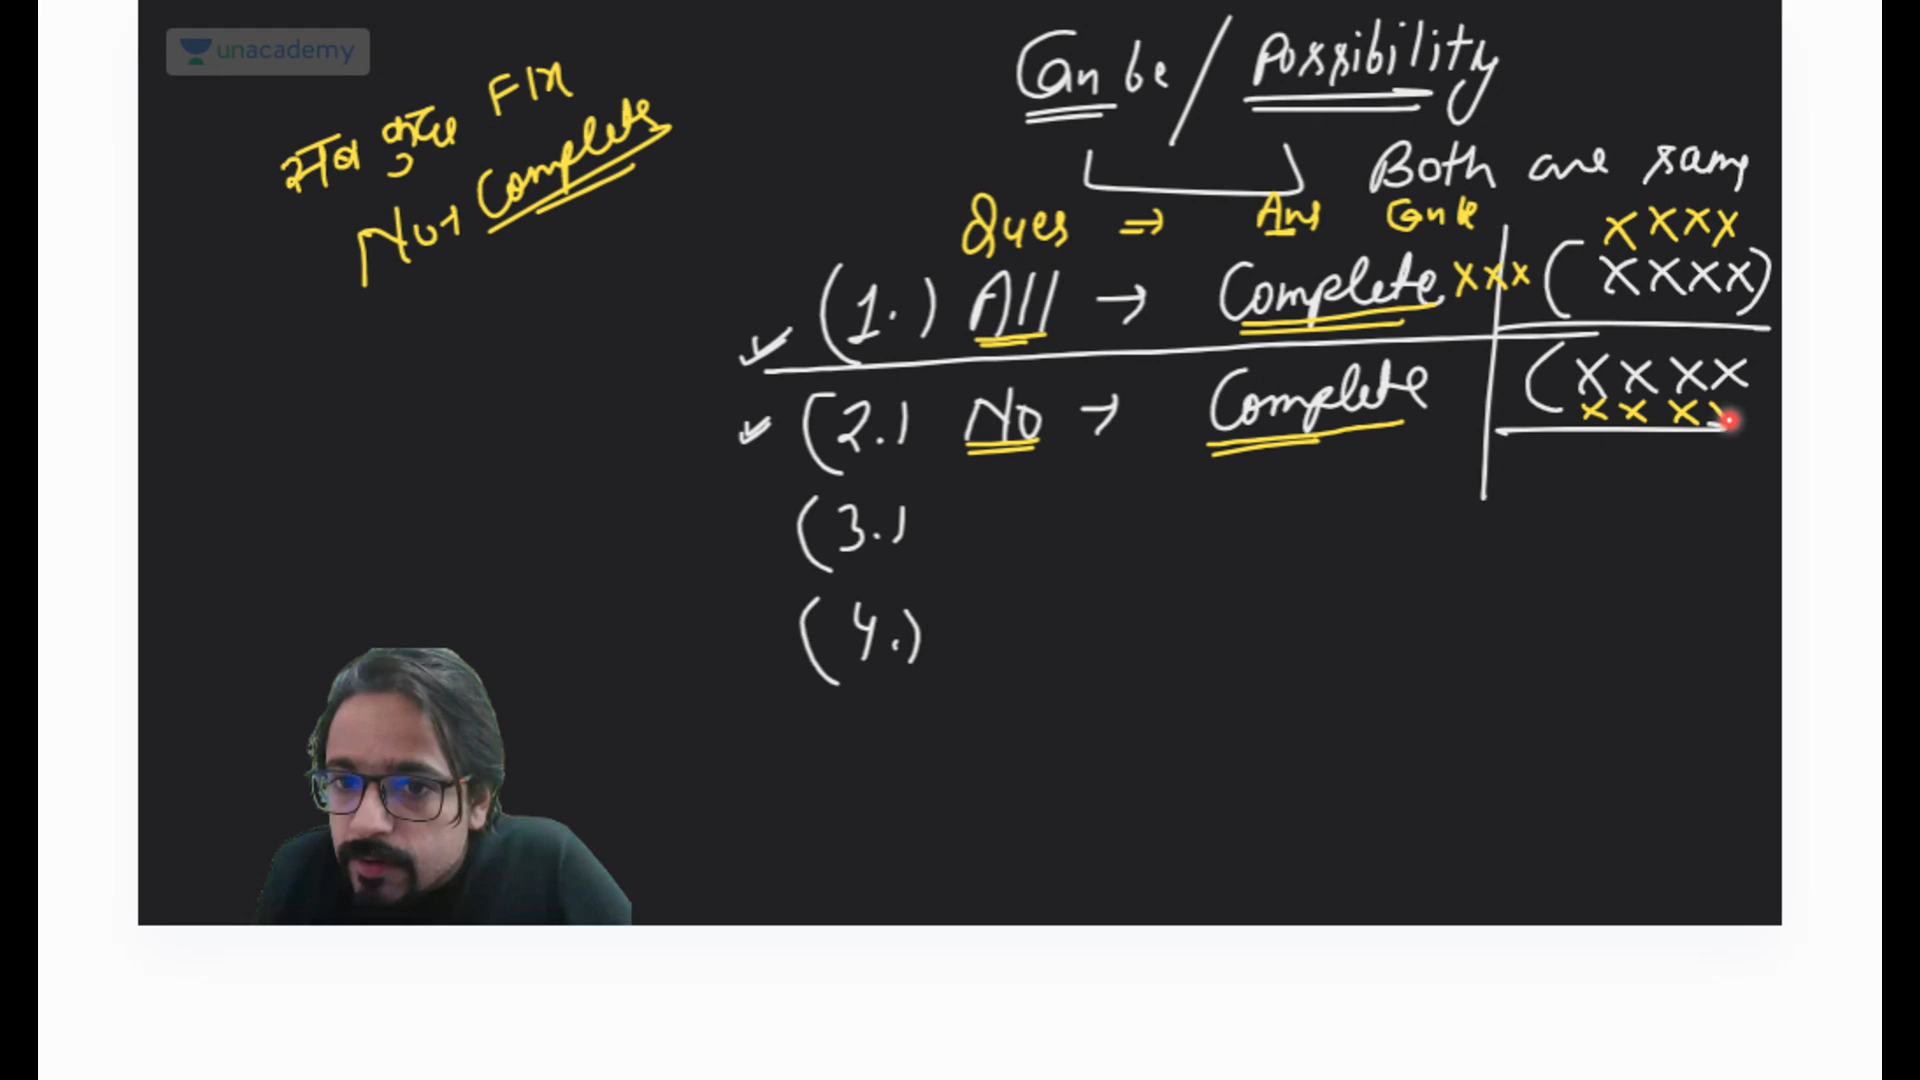 unacademy
सब कुछ FIX
Not Complete
Can be / Possibility
Both are same
Ques ⇒ Ans Can be
XXXX
(1.) All → Complete XXX (XXXX)
(2.) No → Complete (XXXX
XXXX
(3.)
(4.)